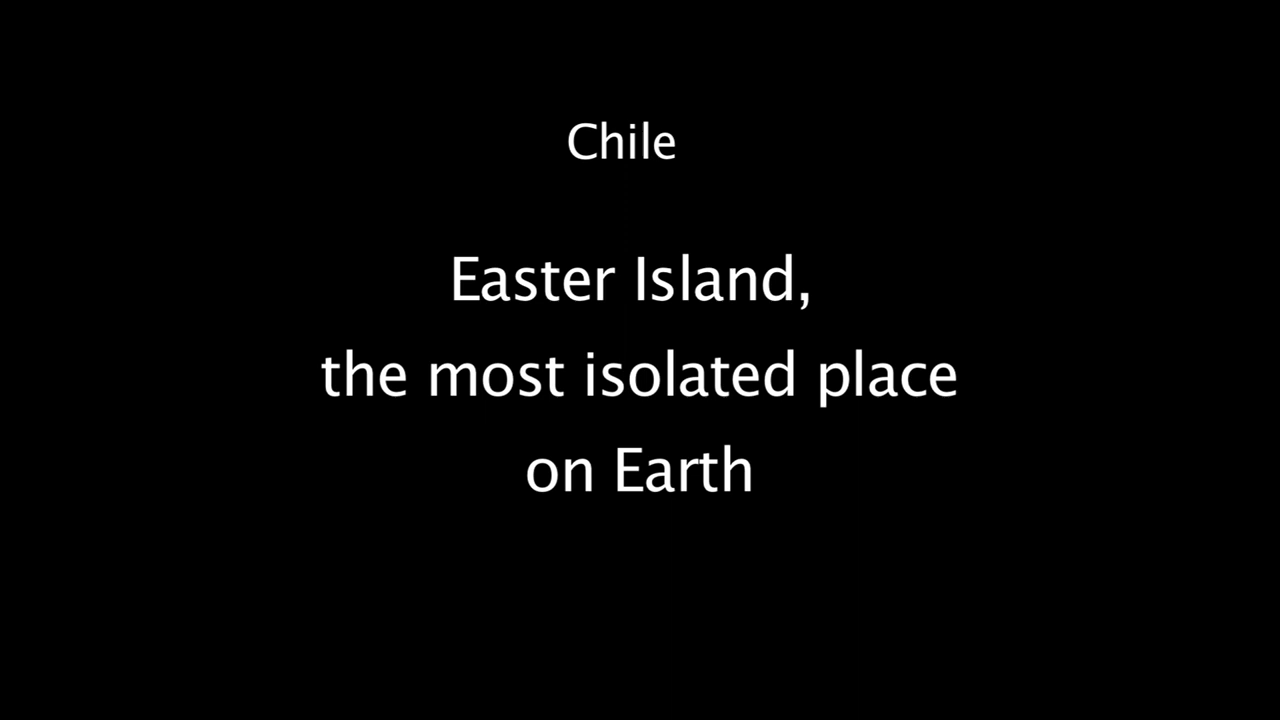 Chile
Easter Island,
the most isolated place
on Earth